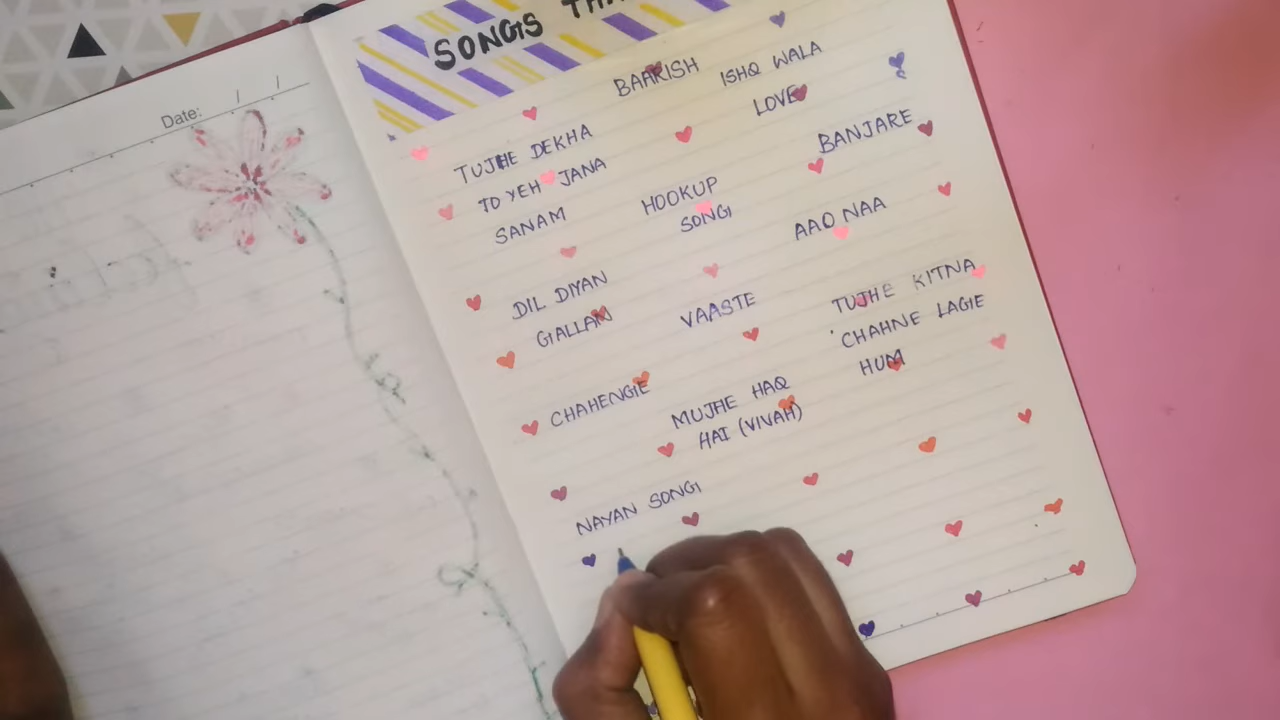 Date: / /
SONGS THA
BAARISH
ISHQ WALA
LOVE
TUJHE DEKHA
TO YEH JANA
SANAM
HOOKUP
SONG
BANJARE
AAO NAA
DIL DIYAN
GALLAN
VAASTE
TUJHE KITNA
CHAHNE LAGE
HUM
CHAHENGE
MUJHE HAQ
HAI (VIVAH)
NAYAN SONG